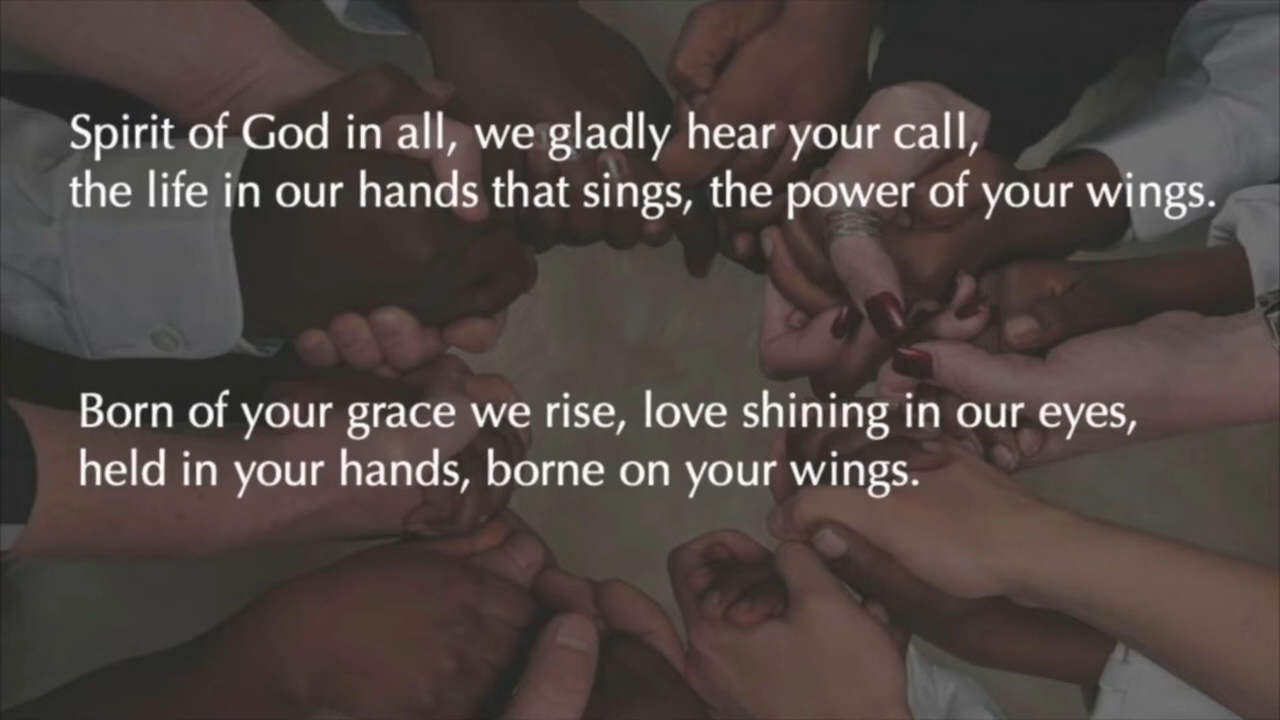 Spirit of God in all, we gladly hear your call,
the life in our hands that sings, the power of your wings.
Born of your grace we rise, love shining in our eyes,
held in your hands, borne on your wings.